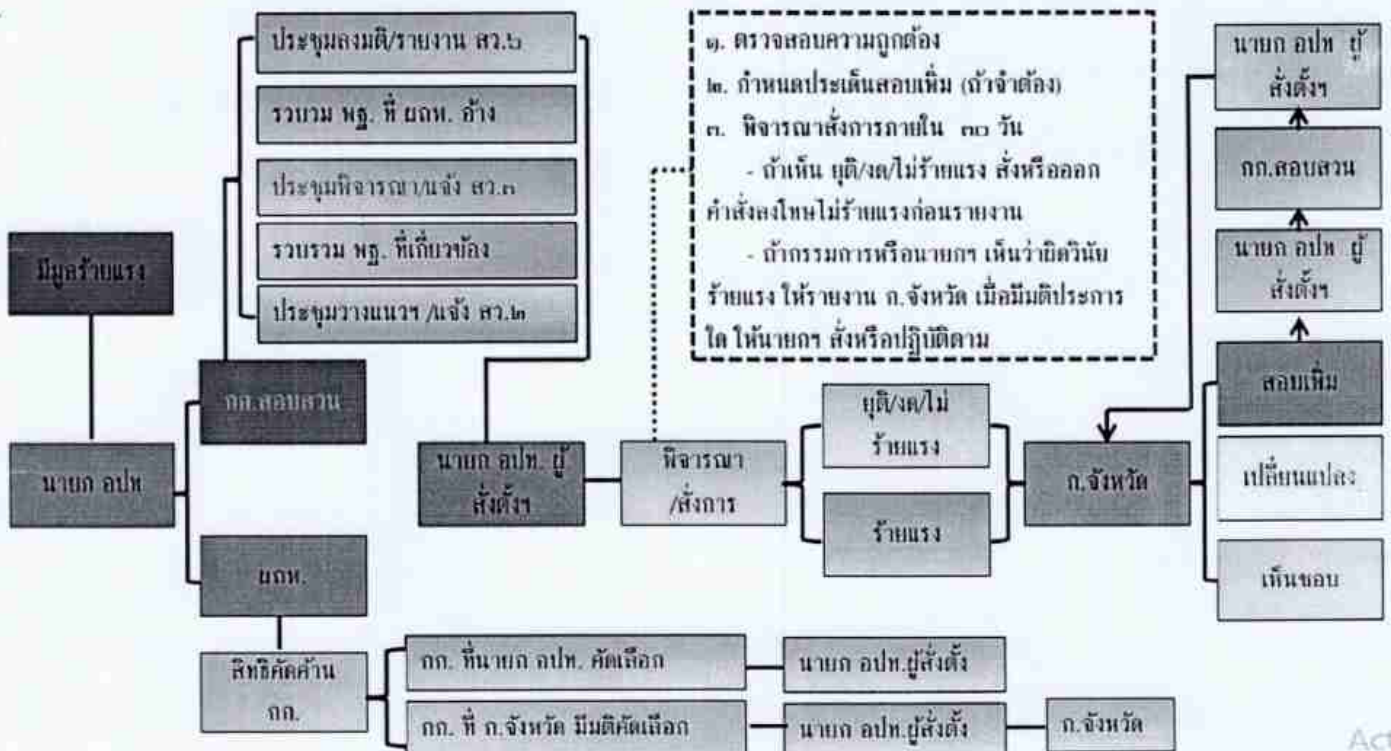 ประชุมลงมติ/รายงาน สว.๖
รวบวม พฐ. ที่ ผถห. อ้าง
ประชุมพิจารณา/แจ้ง สว.๓
รวบรวม พฐ. ที่เกี่ยวข้อง
ประชุมวางแนวฯ /แจ้ง สว.๒
มีมูลร้ายแรง
นายก อปท
กก.สอบสวน
ผถห.
สิทธิคัดค้าน
กก.
กก. ที่นายก อปท. คัดเลือก
นายก อปท.ผู้สั่งตั้ง
กก. ที่ ก.จังหวัด มีมติคัดเลือก
นายก อปท.ผู้สั่งตั้ง
ก.จังหวัด
นายก อปท. ผู้
สั่งตั้งฯ
พิจารณา
/สั่งการ
๑. ตรวจสอบความถูกต้อง
๒. กำหนดประเด็นสอบเพิ่ม (ถ้าจำต้อง)
๓. พิจารณาสั่งการภายใน ๓๐ วัน
- ถ้าเห็น ยุติ/งด/ไม่ร้ายแรง สั่งหรือออก
คำสั่งลงโทษไม่ร้ายแรงก่อนรายงาน
- ถ้ากรรมการหรือนายกฯ เห็นว่าผิดวินัย
ร้ายแรง ให้รายงาน ก.จังหวัด เมื่อมีมติประการ
ใด ให้นายกฯ สั่งหรือปฏิบัติตาม
ยุติ/งด/ไม่
ร้ายแรง
ร้ายแรง
ก.จังหวัด
นายก อปท ผู้
สั่งตั้งฯ
กก.สอบสวน
นายก อปท ผู้
สั่งตั้งฯ
สอบเพิ่ม
เปลี่ยนแปลง
เห็นชอบ